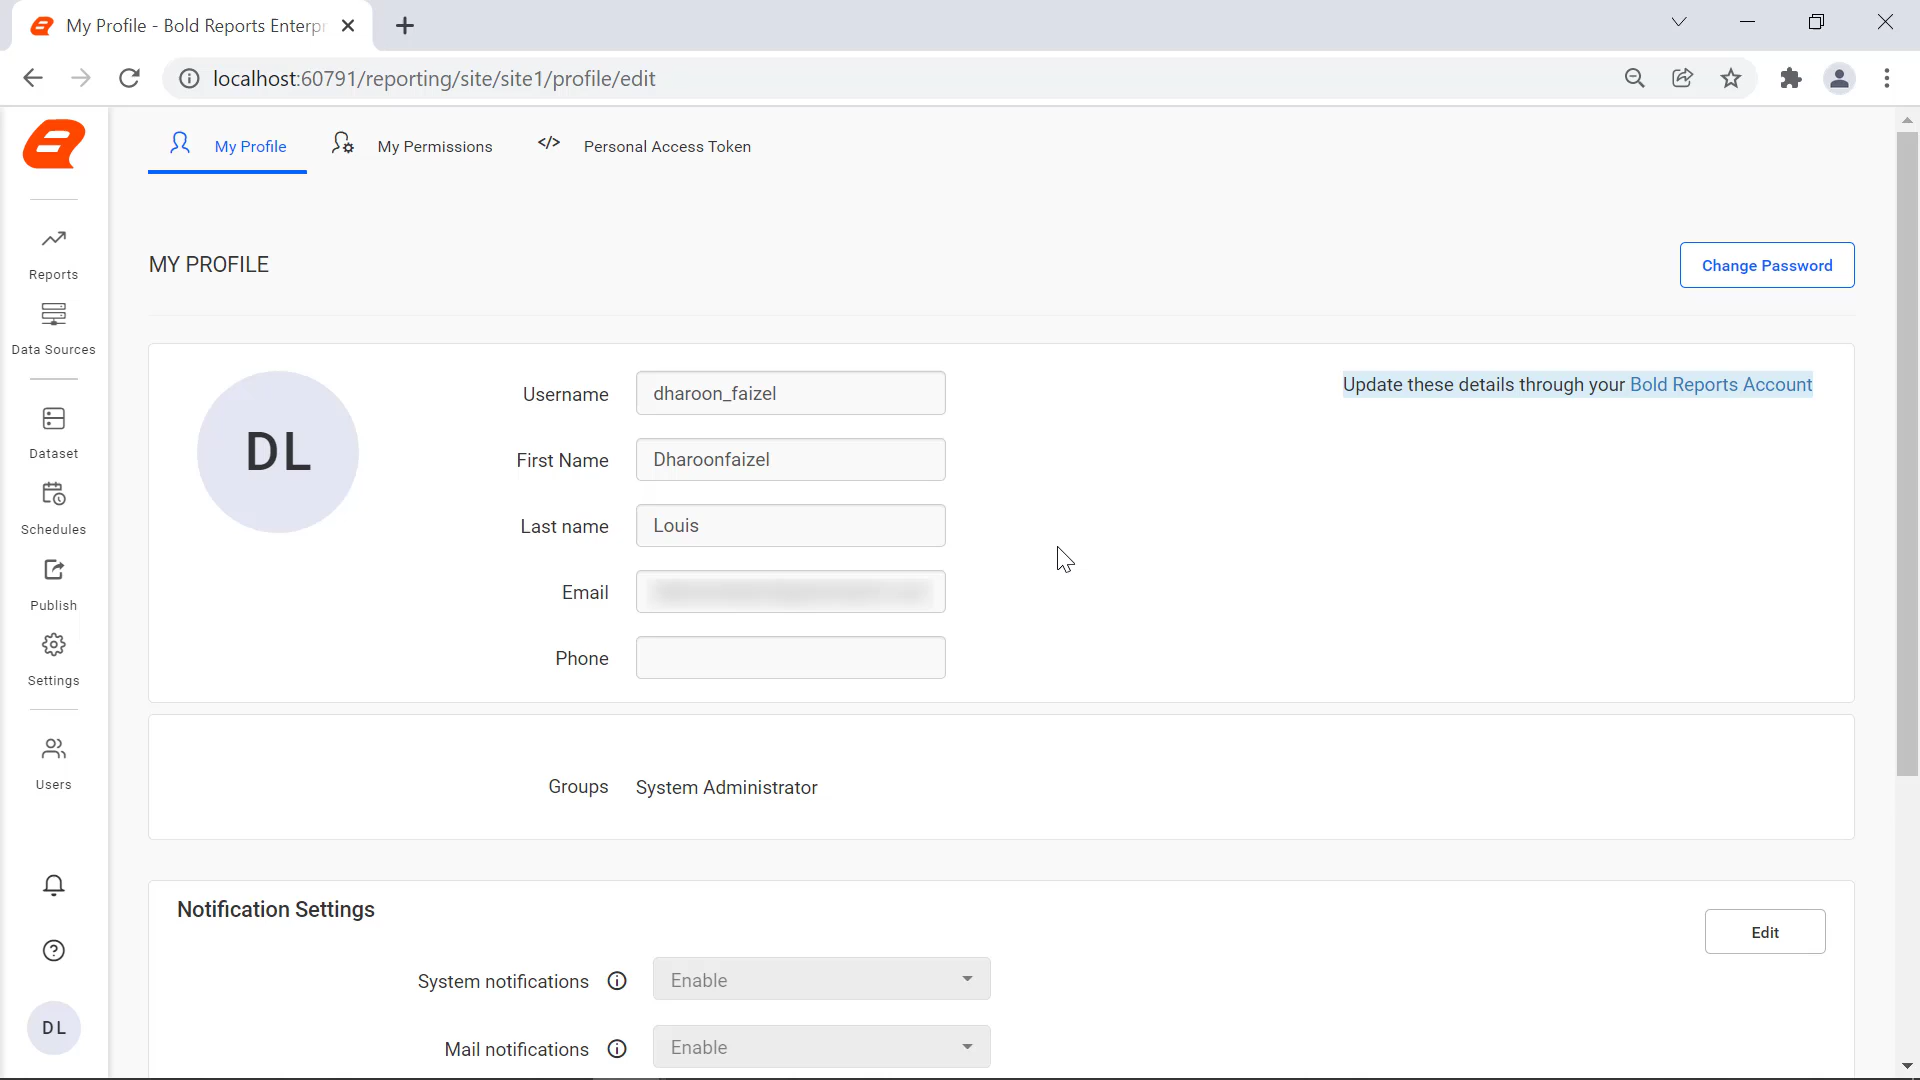 My Profile - Bold Reports Enterpr
localhost:60791/reporting/site/site1/profile/edit
My Profile
My Permissions
Personal Access Token
Reports
Data Sources
Dataset
Schedules
Publish
Settings
Users
DL
MY PROFILE
Change Password
DL
Username
dharoon_faizel
Update these details through your Bold Reports Account
First Name
Dharoonfaizel
Last name
Louis
Email
Phone
Groups
System Administrator
Notification Settings
Edit
System notifications
Enable
Mail notifications
Enable